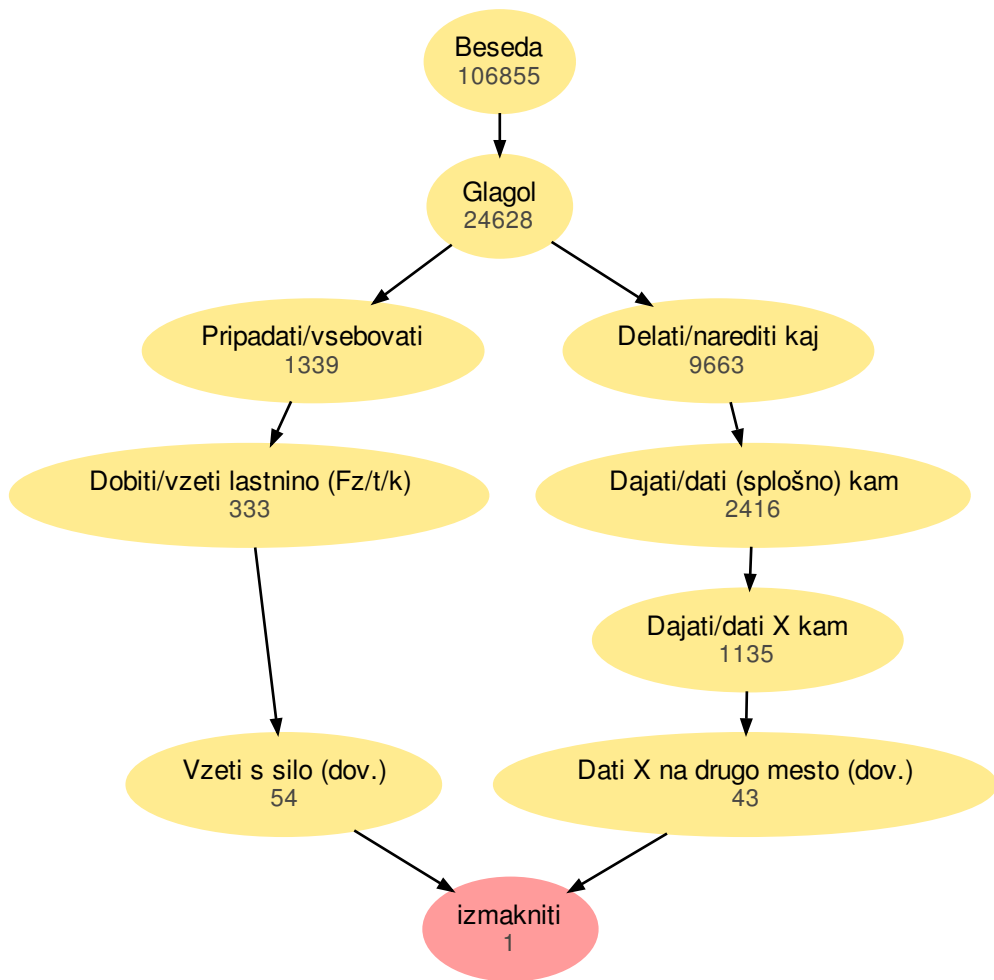 Beseda
106855
Glagol
24628
Pripadati/vsebovati
1339
Delati/narediti kaj
9663
Dobiti/vzeti lastnino (Fz/t/k)
333
Dajati/dati (splošno) kam
2416
Dajati/dati X kam
1135
Vzeti s silo (dov.)
54
Dati X na drugo mesto (dov.)
43
izmakniti
1